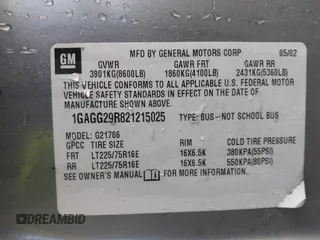 GM
MFD BY GENERAL MOTORS CORP 05/02
GVWR GAWR FRT GAWR RR
3901KG(8600LB) 1860KG(4100LB) 2431KG(5360LB)
THIS VEHICLE CONFORMS TO ALL APPLICABLE U.S. FEDERAL MOTOR
VEHICLE SAFETY STANDARDS IN EFFECT ON THE DATE OF
MANUFACTURE SHOWN ABOVE.
1GAGG29R821215025 TYPE: BUS–NOT SCHOOL BUS
MODEL: G21706
GPCC TIRE SIZE RIM COLD TIRE PRESSURE
FRT LT225/75R16E 16X6.5K 380KPA(55PSI)
RR LT225/75R16E 16X6.5K 550KPA(80PSI)
SEE OWNER'S MANUAL FOR MORE INFORMATION.
DREAMBID